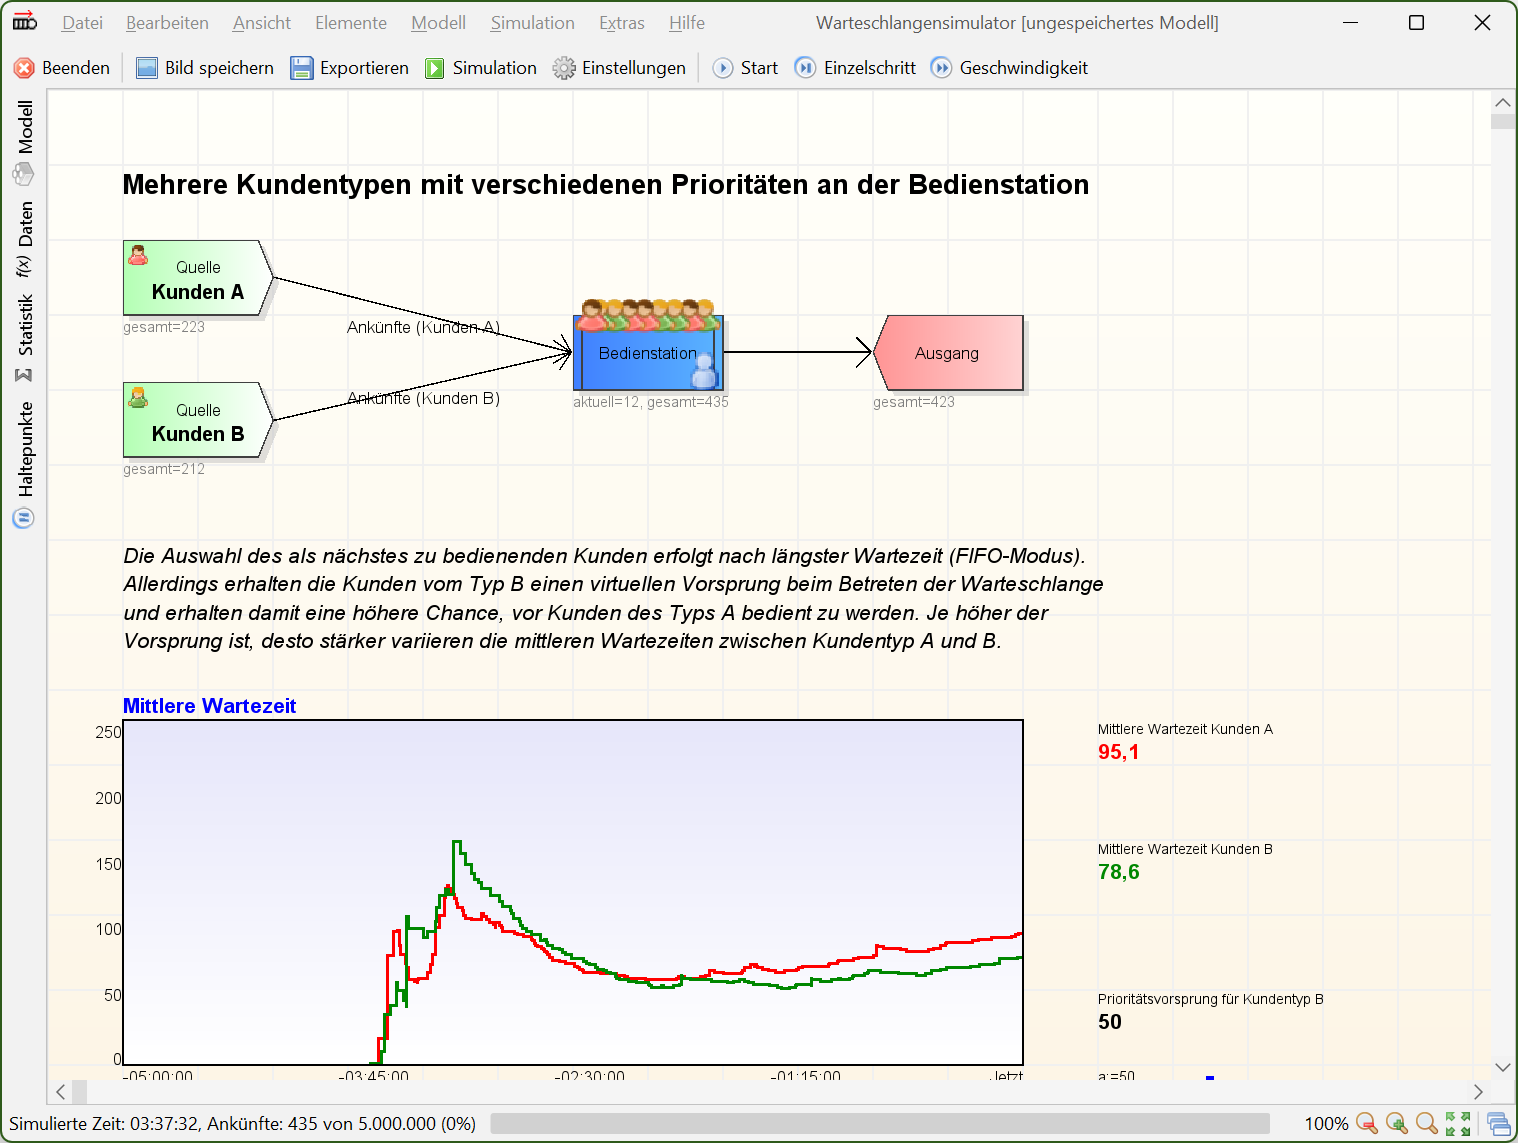 Datei Bearbeiten Ansicht Elemente Modell Simulation Extras Hilfe Warteschlangensimulator [ungespeichertes Modell]
Beenden Bild speichern Exportieren Simulation Einstellungen Start Einzelschritt Geschwindigkeit
Modell
Daten
f(x)
Statistik
Σ
Haltepunkte
Mehrere Kundentypen mit verschiedenen Prioritäten an der Bedienstation
Quelle
Kunden A
gesamt=223
Ankünfte (Kunden A)
Bedienstation
aktuell=12, gesamt=435
Ausgang
gesamt=423
Quelle
Kunden B
gesamt=212
Ankünfte (Kunden B)
Die Auswahl des als nächstes zu bedienenden Kunden erfolgt nach längster Wartezeit (FIFO-Modus).
Allerdings erhalten die Kunden vom Typ B einen virtuellen Vorsprung beim Betreten der Warteschlange
und erhalten damit eine höhere Chance, vor Kunden des Typs A bedient zu werden. Je höher der
Vorsprung ist, desto stärker variieren die mittleren Wartezeiten zwischen Kundentyp A und B.
Mittlere Wartezeit
250
200
150
100
50
0
-05:00:00 -03:45:00 -02:30:00 -01:15:00 Jetzt
Mittlere Wartezeit Kunden A
95,1
Mittlere Wartezeit Kunden B
78,6
Prioritätsvorsprung für Kundentyp B
50
a:=50
Simulierte Zeit: 03:37:32, Ankünfte: 435 von 5.000.000 (0%) 100%